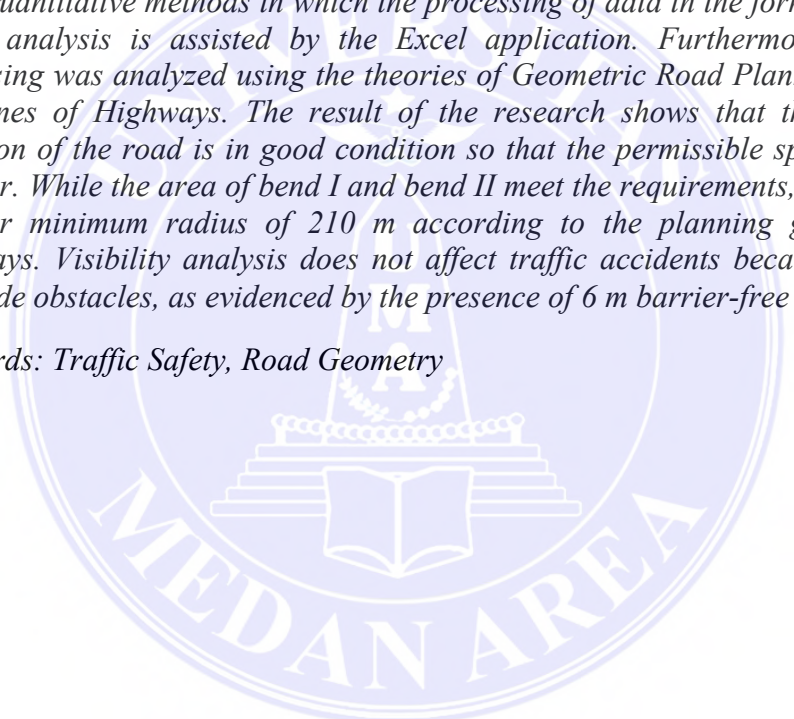 uantitative methods in which the processing of data in the for
analysis is assisted by the Excel application. Furthermo
ing was analyzed using the theories of Geometric Road Plan
nes of Highways. The result of the research shows that th
on of the road is in good condition so that the permissible sp
r. While the area of bend I and bend II meet the requirements,
r minimum radius of 210 m according to the planning g
ays. Visibility analysis does not affect traffic accidents beca
de obstacles, as evidenced by the presence of 6 m barrier-free
rds: Traffic Safety, Road Geometry
U
M
A
MEDAN AREA